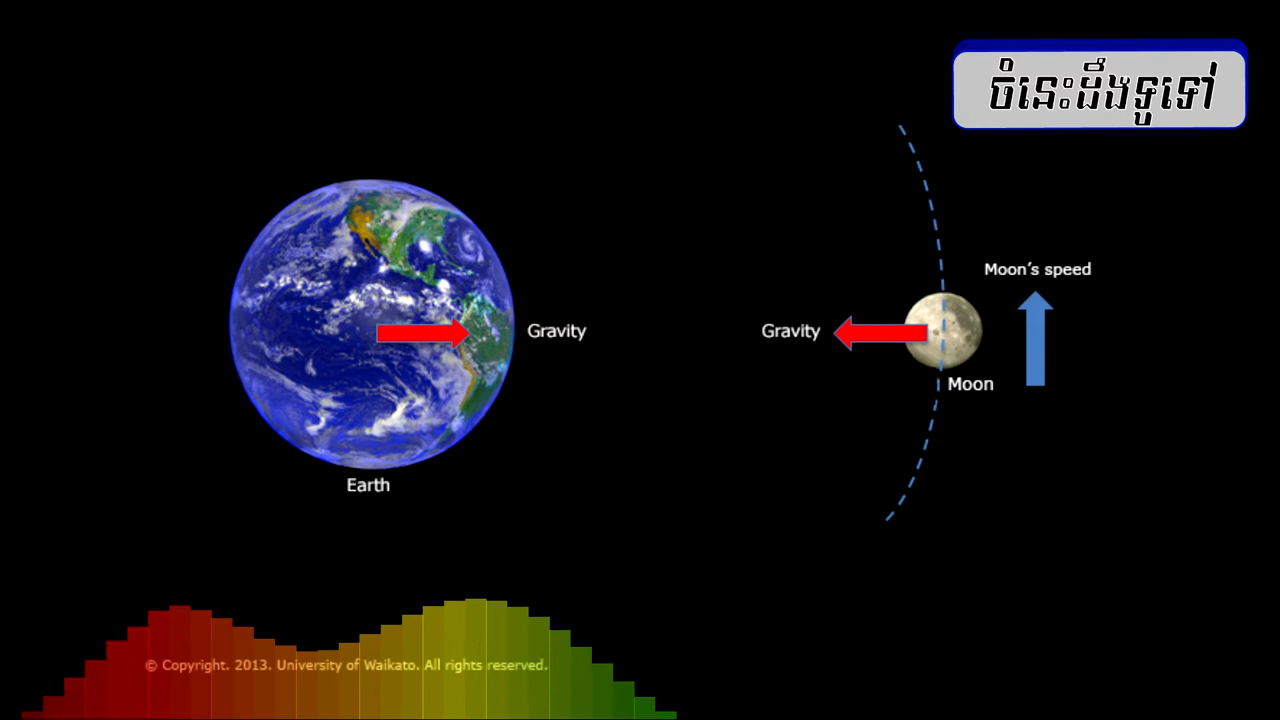 ចំនេះដឹងទូទៅ
Moon's speed
Gravity
Gravity
Moon
Earth
© Copyright. 2013. University of Waikato. All rights reserved.